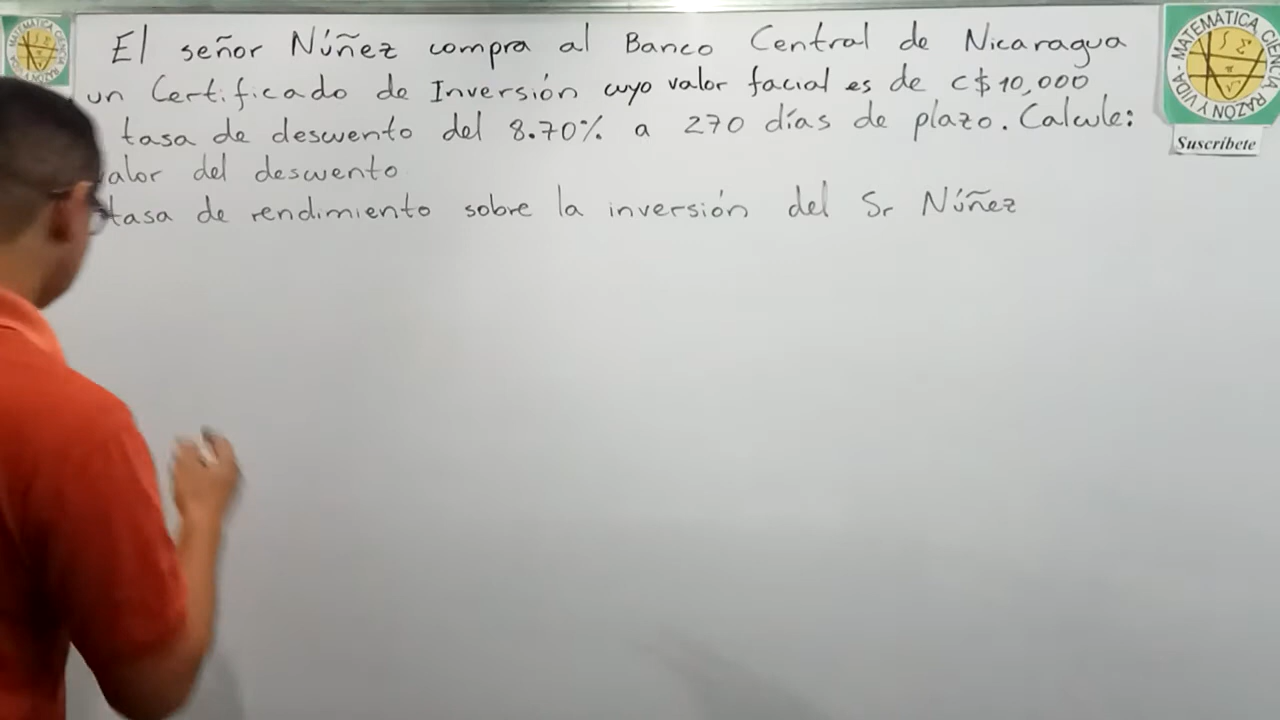 El señor Núñez compra al Banco Central de Nicaragua
un Certificado de Inversión cuyo valor facial es de C$ 10,000
tasa de descuento del 8.70% a 270 días de plazo. Calcule:
valor del descuento
tasa de rendimiento sobre la inversión del Sr Núñez
MATEMÁTICA, CIENCIA, RAZÓN Y VIDA -
Suscríbete